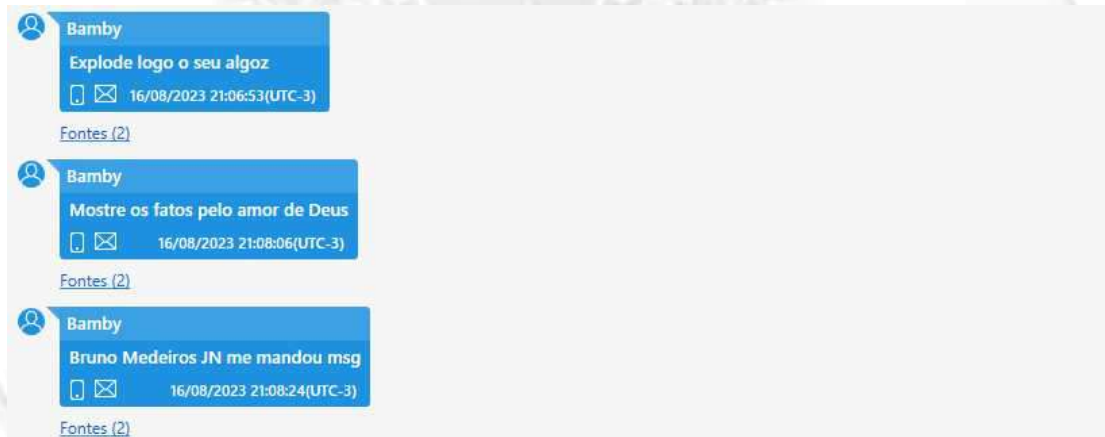 Bamby
Explode logo o seu algoz
16/08/2023 21:06:53(UTC-3)
Fontes (2)
Bamby
Mostre os fatos pelo amor de Deus
16/08/2023 21:08:06(UTC-3)
Fontes (2)
Bamby
Bruno Medeiros JN me mandou msg
16/08/2023 21:08:24(UTC-3)
Fontes (2)